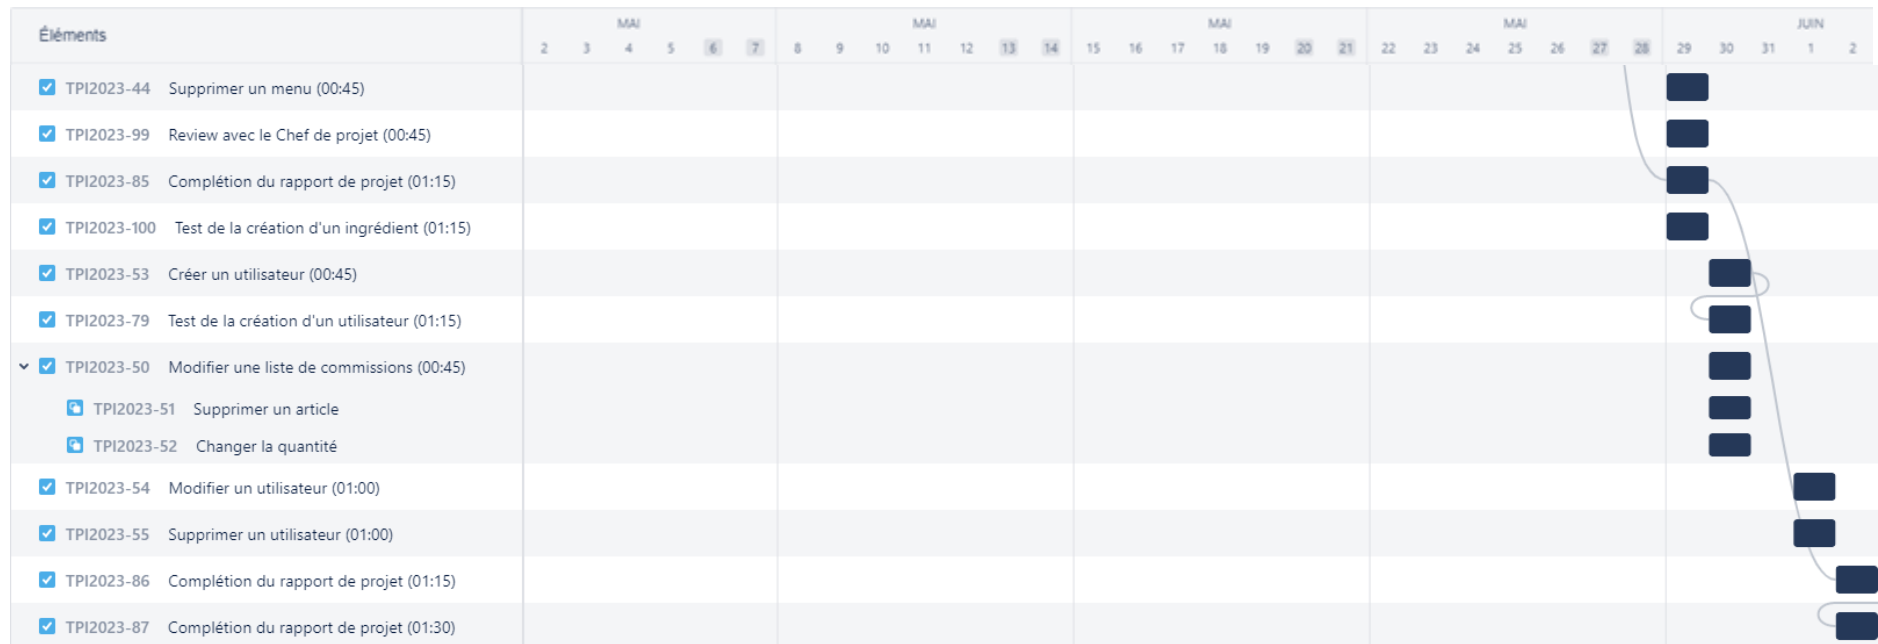 Éléments
MAI MAI MAI MAI JUIN
2 3 4 5 6 7 8 9 10 11 12 13 14 15 16 17 18 19 20 21 22 23 24 25 26 27 28 29 30 31 1 2
TPI2023-44 Supprimer un menu (00:45)
TPI2023-99 Review avec le Chef de projet (00:45)
TPI2023-85 Complétion du rapport de projet (01:15)
TPI2023-100 Test de la création d'un ingrédient (01:15)
TPI2023-53 Créer un utilisateur (00:45)
TPI2023-79 Test de la création d'un utilisateur (01:15)
TPI2023-50 Modifier une liste de commissions (00:45)
TPI2023-51 Supprimer un article
TPI2023-52 Changer la quantité
TPI2023-54 Modifier un utilisateur (01:00)
TPI2023-55 Supprimer un utilisateur (01:00)
TPI2023-86 Complétion du rapport de projet (01:15)
TPI2023-87 Complétion du rapport de projet (01:30)